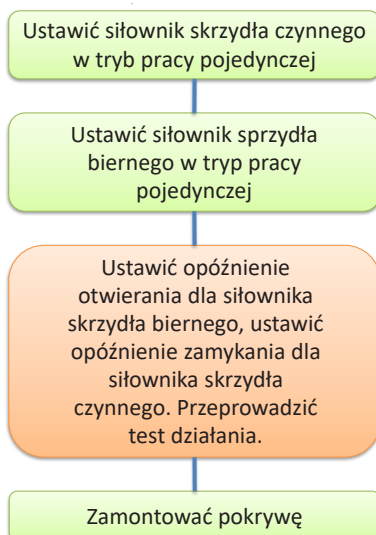 Ustawić siłownik skrzydła czynnego
w tryb pracy pojedynczej
Ustawić siłownik sprzydła
biernego w tryp pracy
pojedynczej
Ustawić opóźnienie
otwierania dla siłownika
skrzydła biernego, ustawić
opóźnienie zamykania dla
siłownika skrzydła
czynnego. Przeprowadzić
test działania.
Zamontować pokrywę